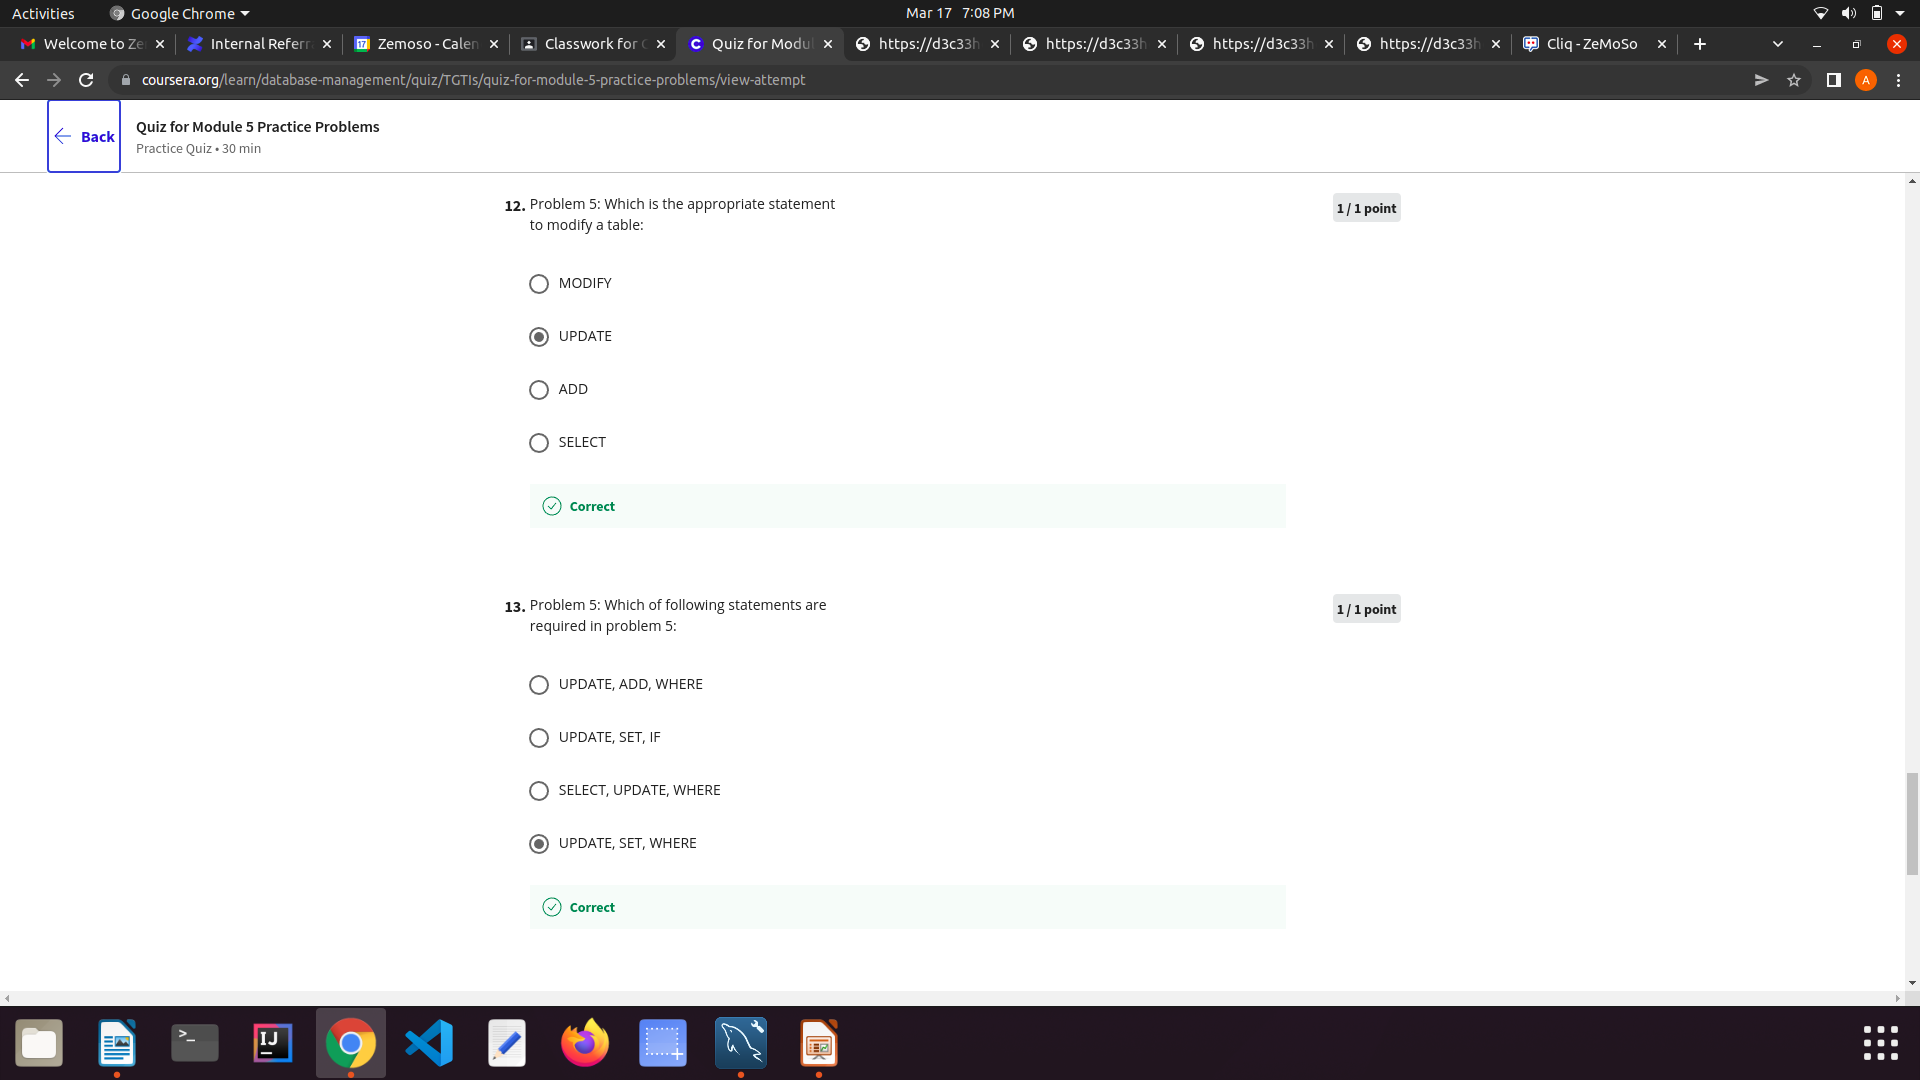 Activities
Google Chrome
Mar 17 7:08 PM
Welcome to Ze
Internal Referr
Zemoso - Calen
Classwork for C
Quiz for Modul
https://d3c33h
https://d3c33h
https://d3c33h
https://d3c33h
Cliq - ZeMoSo
coursera.org/learn/database-management/quiz/TGTIs/quiz-for-module-5-practice-problems/view-attempt
A
Back
Quiz for Module 5 Practice Problems
Practice Quiz • 30 min
12. Problem 5: Which is the appropriate statement
to modify a table:
1 / 1 point
MODIFY
UPDATE
ADD
SELECT
Correct
13. Problem 5: Which of following statements are
required in problem 5:
1 / 1 point
UPDATE, ADD, WHERE
UPDATE, SET, IF
SELECT, UPDATE, WHERE
UPDATE, SET, WHERE
Correct
>_
IJ